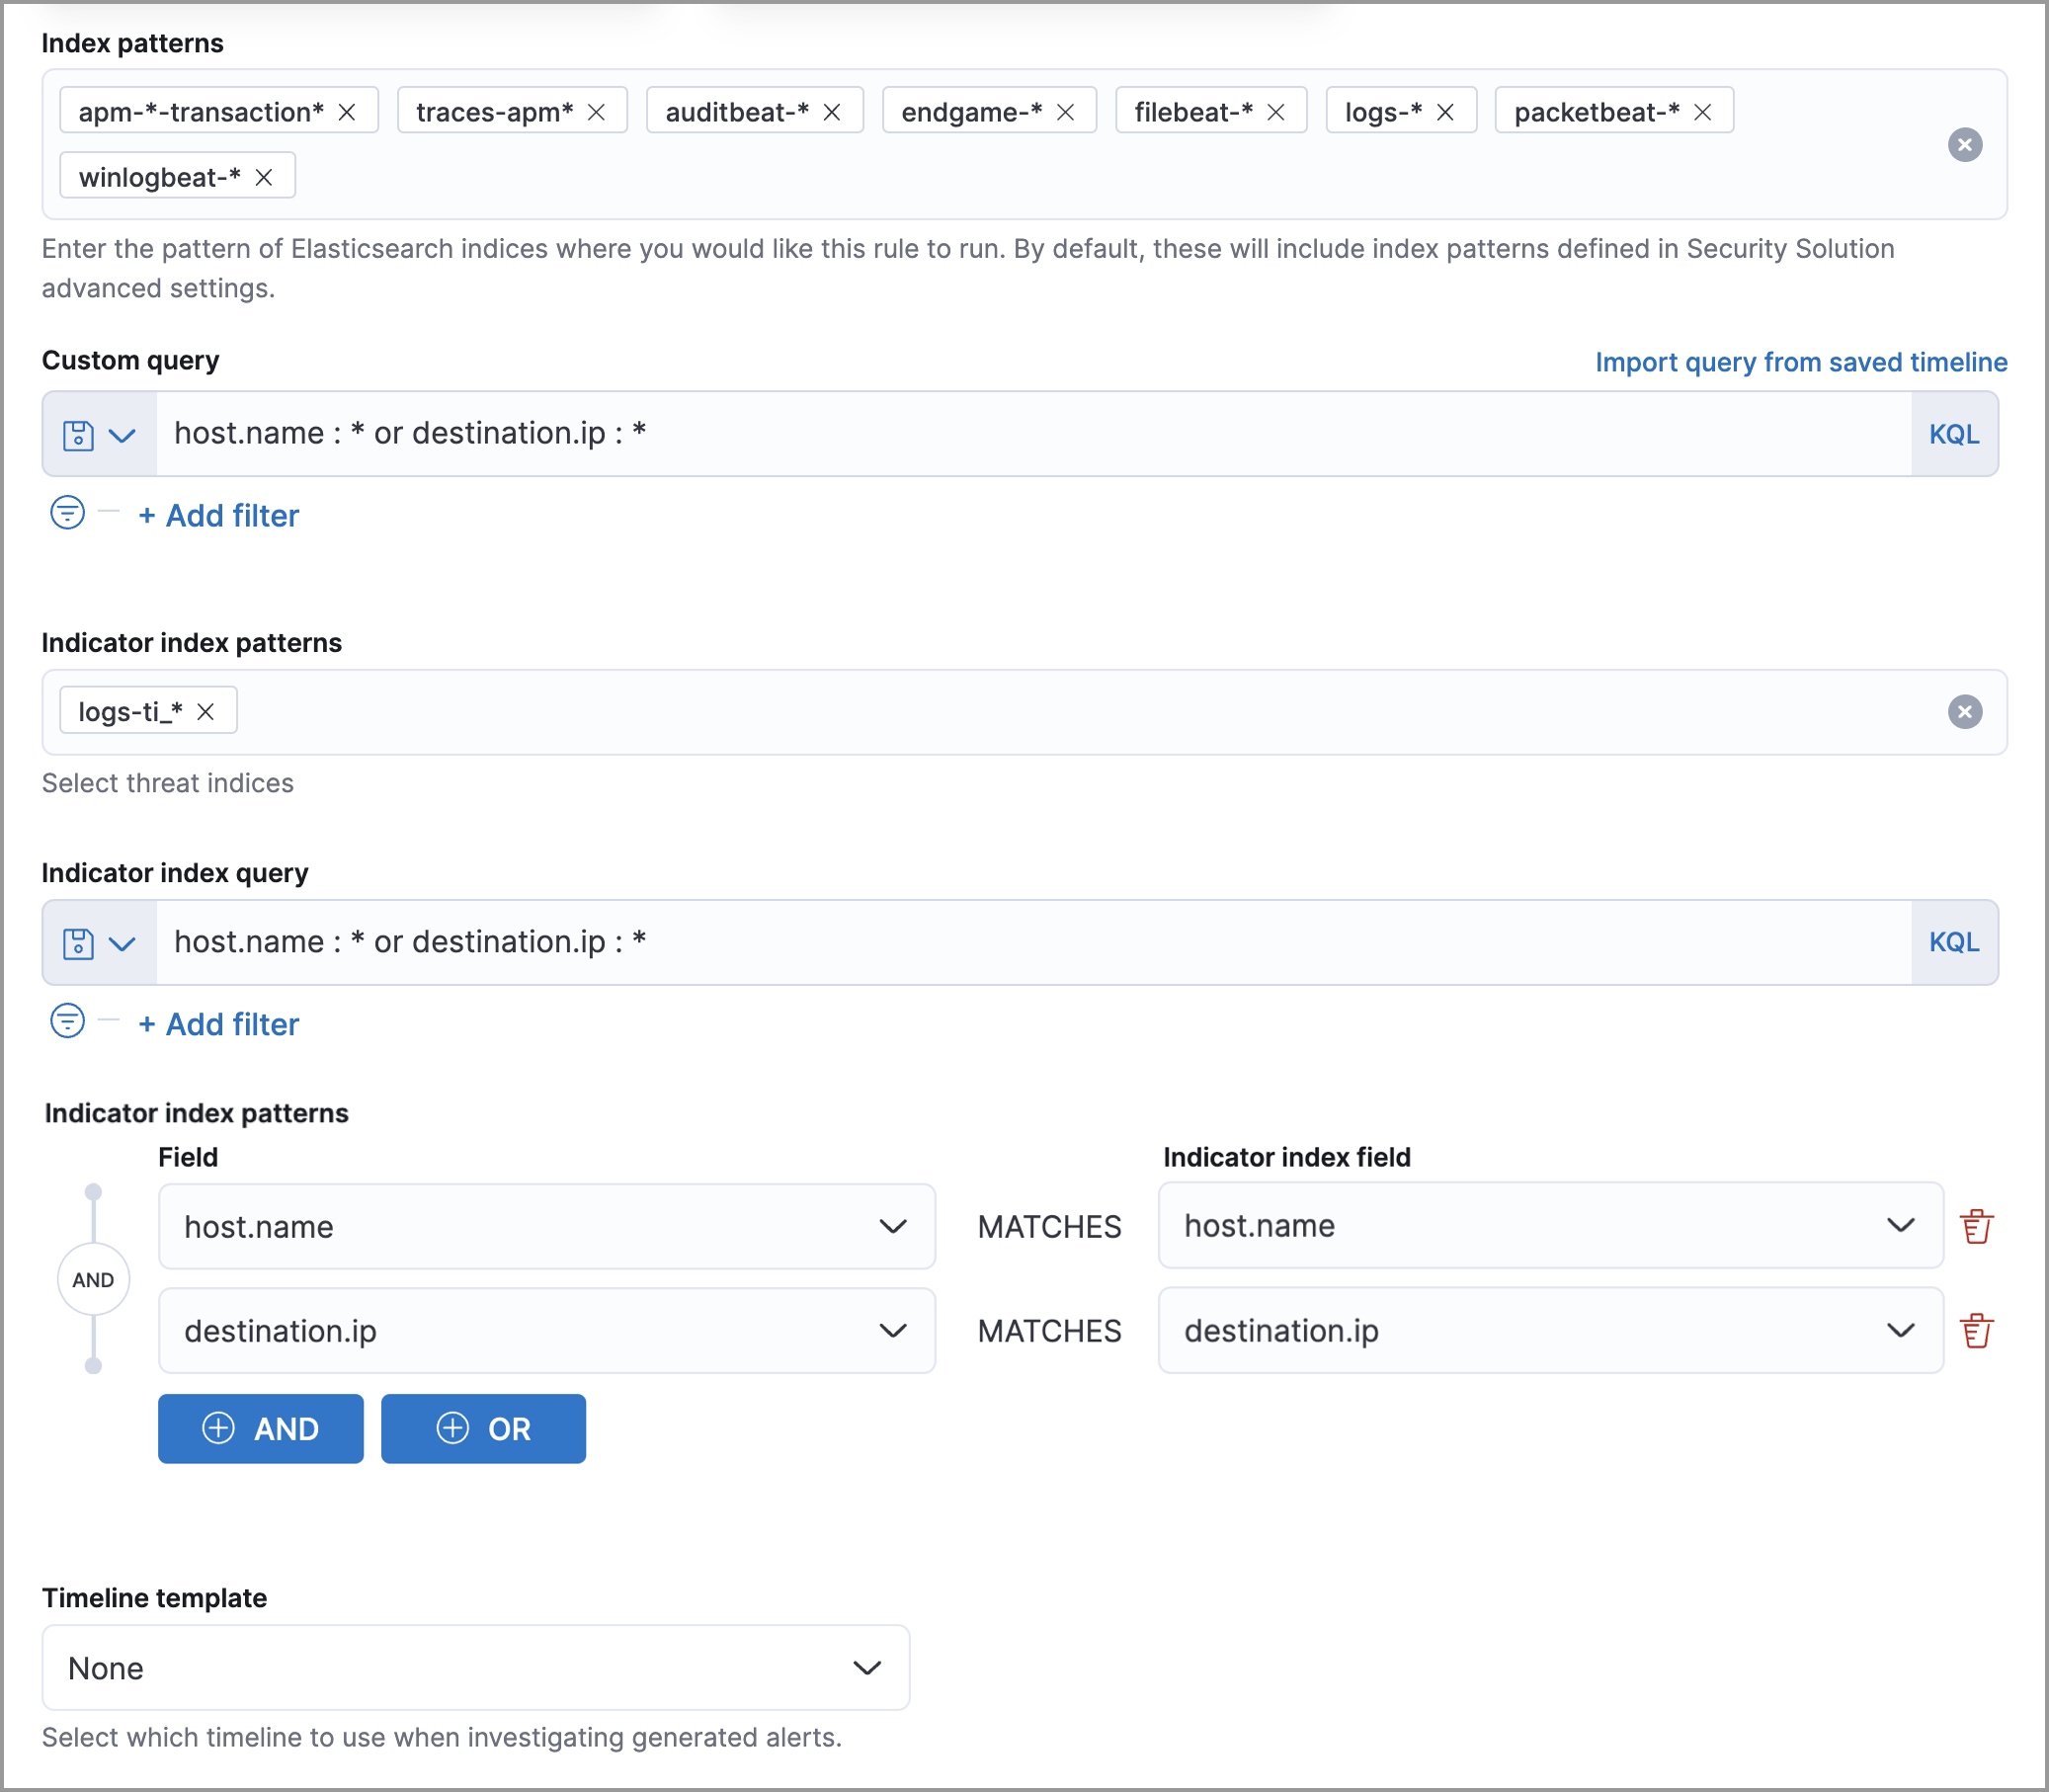 Index patterns
apm-*-transaction* traces-apm* auditbeat-* endgame-* filebeat-* logs-* packetbeat-*
winlogbeat-*
Enter the pattern of Elasticsearch indices where you would like this rule to run. By default, these will include index patterns defined in Security Solution
advanced settings.
Custom query Import query from saved timeline
host.name : * or destination.ip : * KQL
+ Add filter
Indicator index patterns
logs-ti_*
Select threat indices
Indicator index query
host.name : * or destination.ip : * KQL
+ Add filter
Indicator index patterns
Field Indicator index field
host.name MATCHES host.name
AND
destination.ip MATCHES destination.ip
AND OR
Timeline template
None
Select which timeline to use when investigating generated alerts.